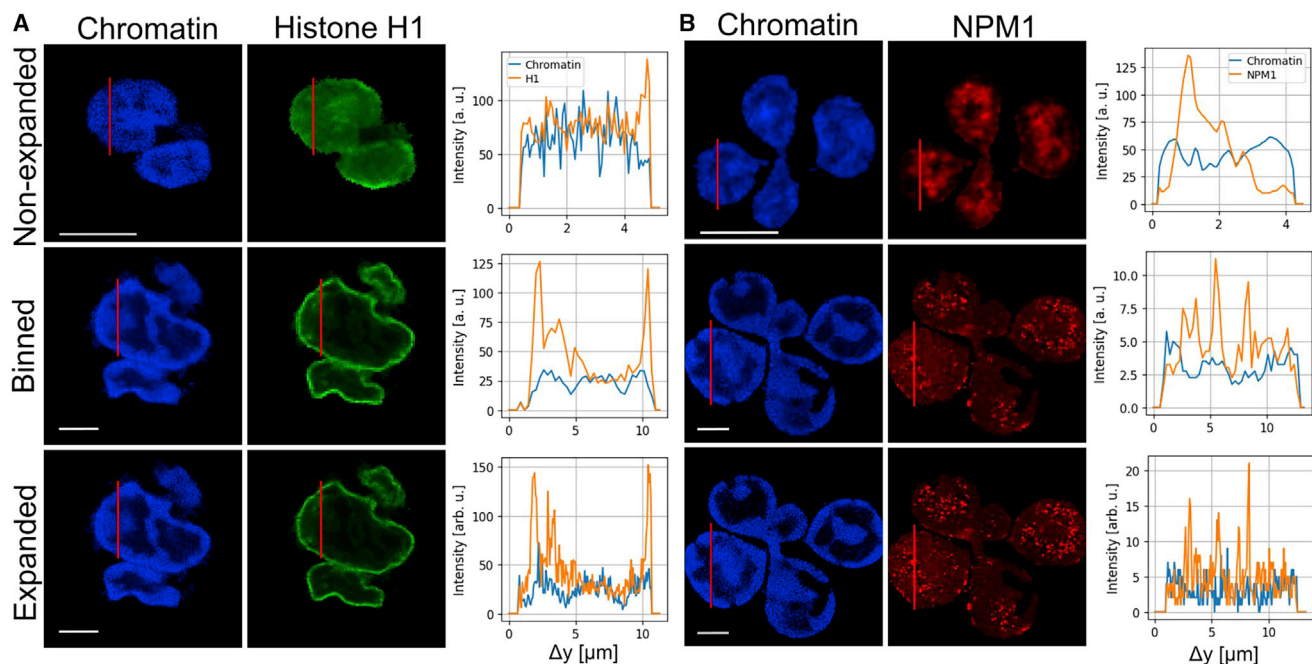 A
Chromatin
Histone H1
B
Chromatin
NPM1
Non-expanded
Intensity [a. u.]
100
50
0
0 2 4
Chromatin
H1
Intensity [a. u.]
125
100
75
50
25
0
0 2 4
Chromatin
NPM1
Binned
Intensity [a. u.]
125
100
75
50
25
0
0 5 10
Intensity [a. u.]
10.0
7.5
5.0
2.5
0.0
0 5 10
Expanded
Intensity [arb. u.]
150
100
50
0
0 5 10
Δy [μm]
Intensity [arb. u.]
20
15
10
5
0
0 5 10
Δy [μm]